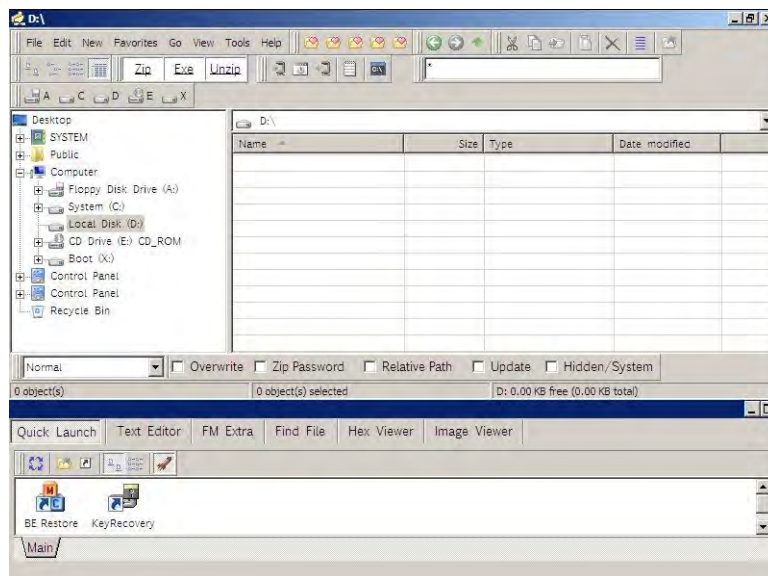 D:\
File Edit New Favorites Go View Tools Help
Zip Exe Unzip
*
A C D E X
Desktop
SYSTEM
Public
Computer
Floppy Disk Drive (A:)
System (C:)
Local Disk (D:)
CD Drive (E:) CD_ROM
Boot (X:)
Control Panel
Control Panel
Recycle Bin
D:\
Name Size Type Date modified
Normal Overwrite Zip Password Relative Path Update Hidden/System
0 object(s) 0 object(s) selected D: 0.00 KB free (0.00 KB total)
Quick Launch Text Editor FM Extra Find File Hex Viewer Image Viewer
BE Restore KeyRecovery
Main